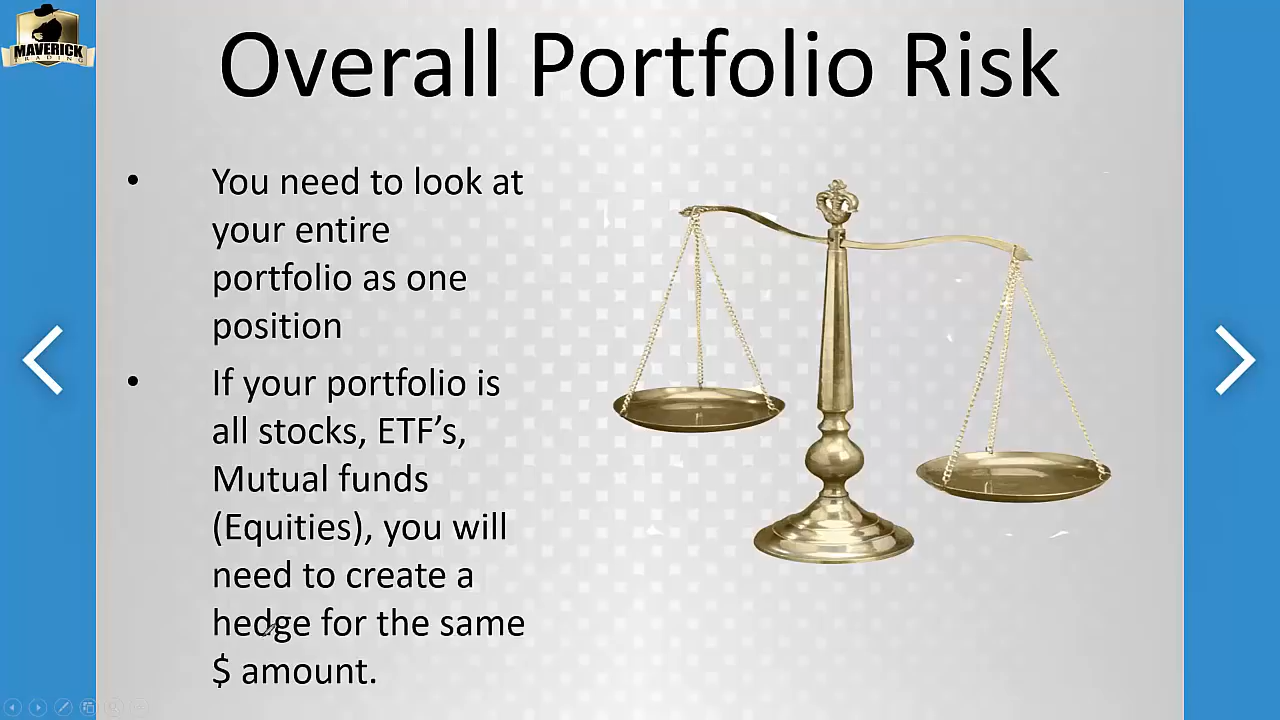 MAVERICK
TRADING
Overall Portfolio Risk
• You need to look at
your entire
portfolio as one
position
• If your portfolio is
all stocks, ETF’s,
Mutual funds
(Equities), you will
need to create a
hedge for the same
$ amount.